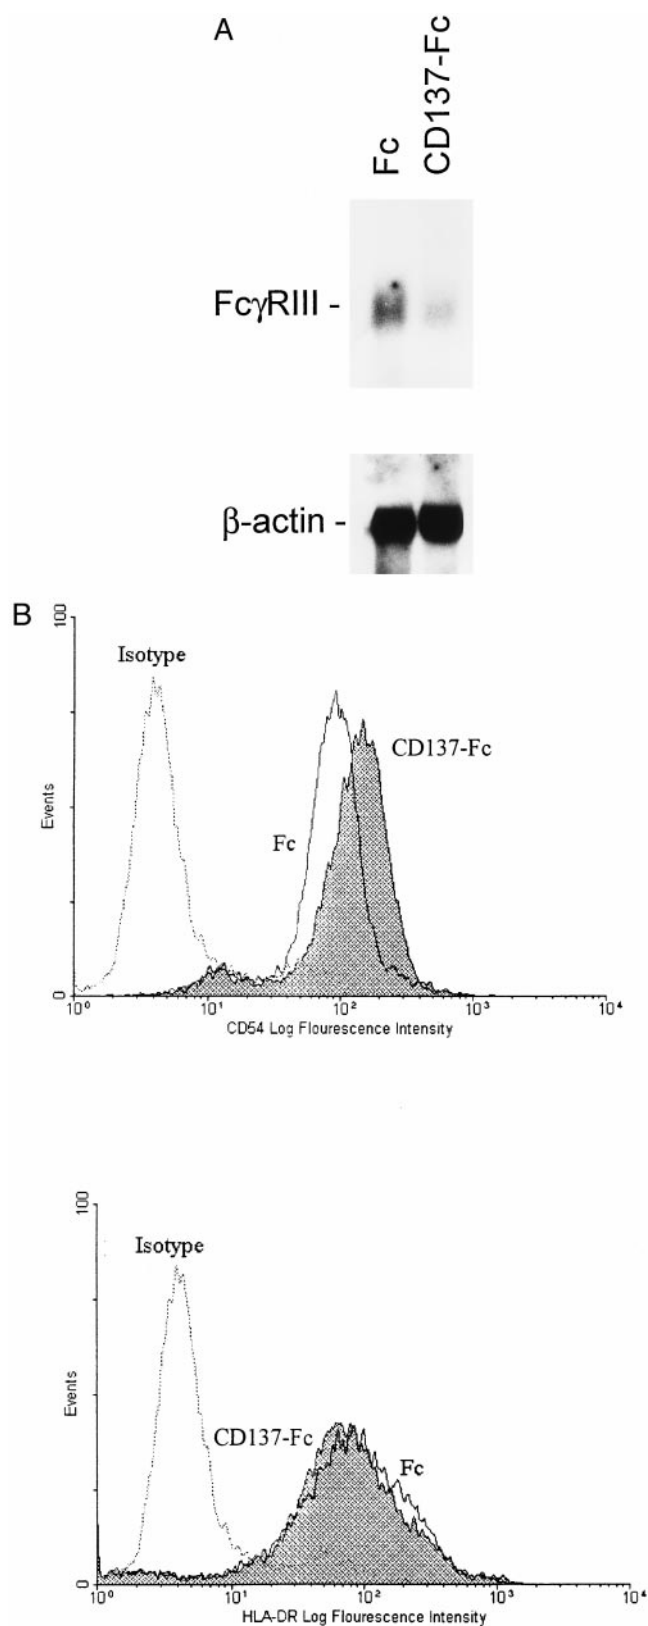 A
Fc
CD137-Fc
FcγRIII -
β-actin -
B
100
Isotype
CD137-Fc
Events
Fc
0
10⁰ 10¹ 10² 10³ 10⁴
CD54 Log Flourescence Intensity
100
Isotype
Events
CD137-Fc
Fc
0
10⁰ 10¹ 10² 10³ 10⁴
HLA-DR Log Flourescence Intensity